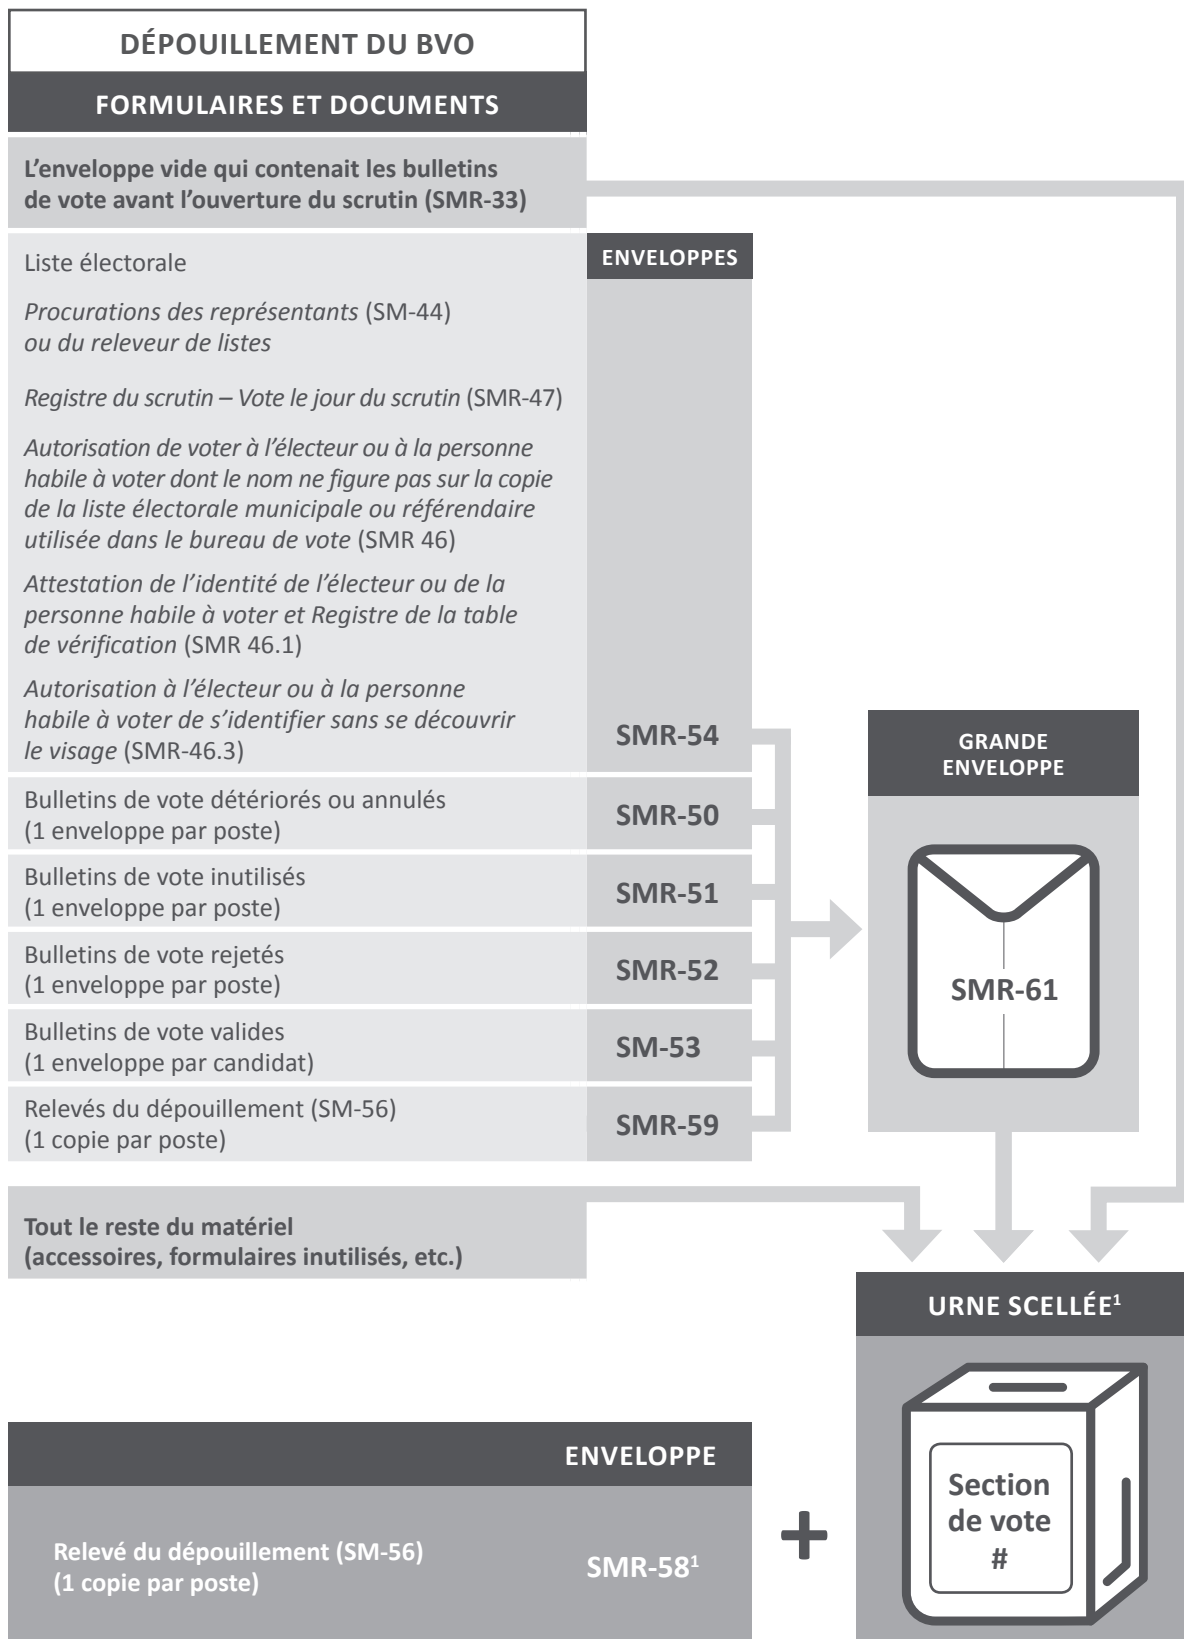 DÉPOUILLEMENT DU BVO
FORMULAIRES ET DOCUMENTS
L’enveloppe vide qui contenait les bulletins
de vote avant l’ouverture du scrutin (SMR-33)
ENVELOPPES
Liste électorale
Procurations des représentants (SM-44)
ou du releveur de listes
Registre du scrutin – Vote le jour du scrutin (SMR-47)
Autorisation de voter à l’électeur ou à la personne
habile à voter dont le nom ne figure pas sur la copie
de la liste électorale municipale ou référendaire
utilisée dans le bureau de vote (SMR 46)
Attestation de l’identité de l’électeur ou de la
personne habile à voter et Registre de la table
de vérification (SMR 46.1)
Autorisation à l’électeur ou à la personne
habile à voter de s’identifier sans se découvrir
le visage (SMR-46.3)
SMR-54
Bulletins de vote détériorés ou annulés
(1 enveloppe par poste)
SMR-50
Bulletins de vote inutilisés
(1 enveloppe par poste)
SMR-51
Bulletins de vote rejetés
(1 enveloppe par poste)
SMR-52
Bulletins de vote valides
(1 enveloppe par candidat)
SM-53
Relevés du dépouillement (SM-56)
(1 copie par poste)
SMR-59
GRANDE
ENVELOPPE
SMR-61
Tout le reste du matériel
(accessoires, formulaires inutilisés, etc.)
URNE SCELLÉE¹
Section
de vote
#
ENVELOPPE
Relevé du dépouillement (SM-56)
(1 copie par poste)
SMR-58¹
+